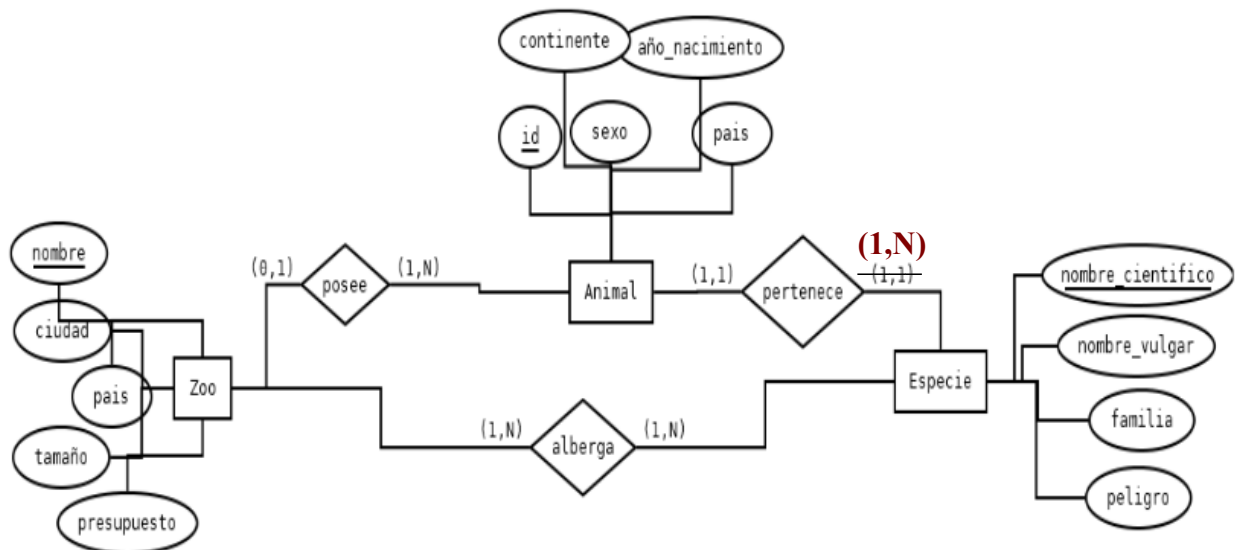 continente
año_nacimiento
id
sexo
pais
nombre
(0,1)
posee
(1,N)
Animal
(1,1)
pertenece
(1,N)
(1,1)
nombre_cientifico
ciudad
nombre_vulgar
pais
Zoo
Especie
familia
tamaño
(1,N)
alberga
(1,N)
presupuesto
peligro